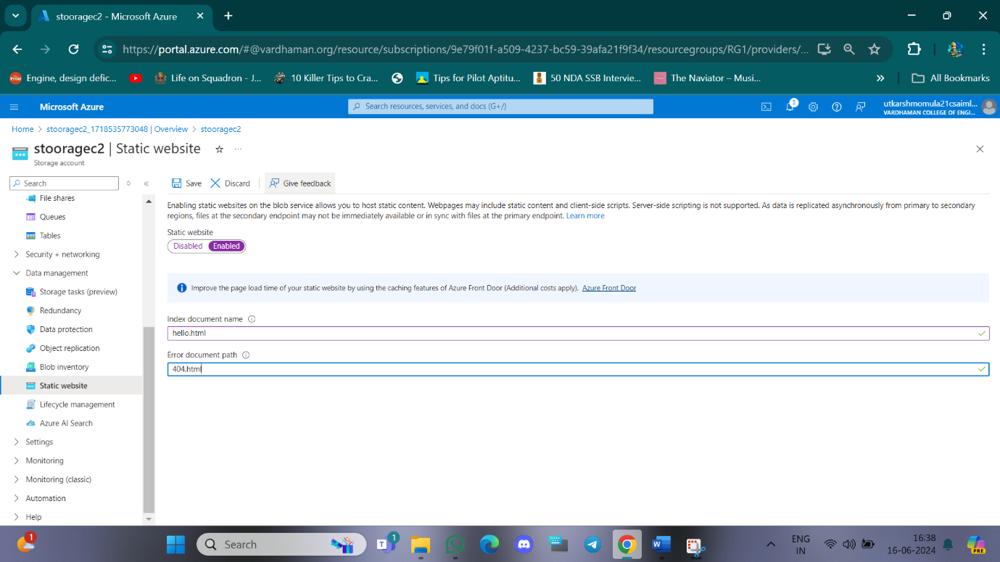 stooragec2 - Microsoft Azure
https://portal.azure.com/#@vardhaman.org/resource/subscriptions/9e79f01f-a509-4237-bc59-39afa21f9f34/resourcegroups/RG1/providers/...
Engine, design defic...
Life on Squadron - J...
10 Killer Tips to Cra...
Tips for Pilot Aptitu...
50 NDA SSB Intervie...
The Naviator – Musi...
All Bookmarks
Microsoft Azure
Search resources, services, and docs (G+/)
3
utkarshmomula21csaiml...
VARDHAMAN COLLEGE OF ENGI...
Home > stooragec2_1718535773048 | Overview > stooragec2
stooragec2 | Static website
Storage account
Search
File shares
Queues
Tables
Security + networking
Data management
Storage tasks (preview)
Redundancy
Data protection
Object replication
Blob inventory
Static website
Lifecycle management
Azure AI Search
Settings
Monitoring
Monitoring (classic)
Automation
Help
Save
Discard
Give feedback
Enabling static websites on the blob service allows you to host static content. Webpages may include static content and client-side scripts. Server-side scripting is not supported. As data is replicated asynchronously from primary to secondary
regions, files at the secondary endpoint may not be immediately available or in sync with files at the primary endpoint. Learn more
Static website
Disabled Enabled
Improve the page load time of your static website by using the caching features of Azure Front Door (Additional costs apply). Azure Front Door
Index document name
hello.html
Error document path
404.html
1
Search
1
ENG
IN
16:38
16-06-2024
PRE